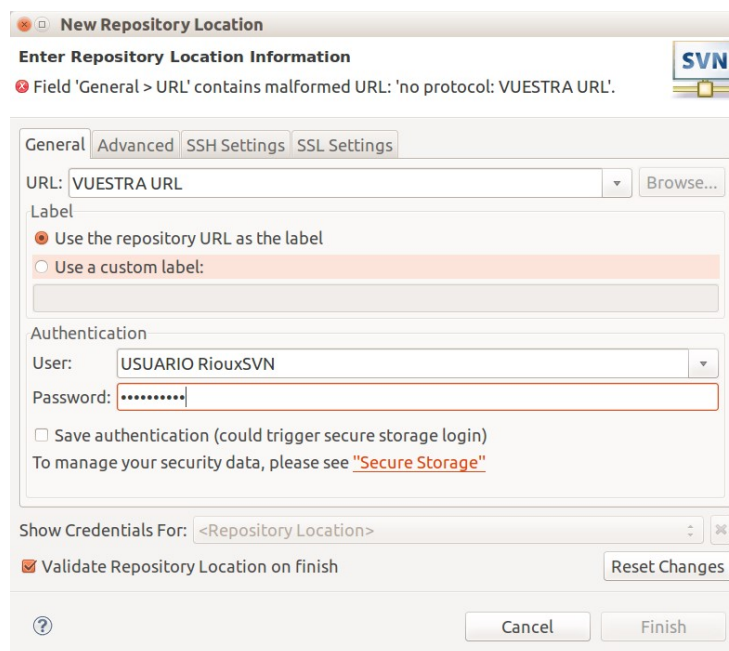 New Repository Location
Enter Repository Location Information
SVN
Field 'General > URL' contains malformed URL: 'no protocol: VUESTRA URL'.
General Advanced SSH Settings SSL Settings
URL: VUESTRA URL Browse...
Label
Use the repository URL as the label
Use a custom label:
Authentication
User: USUARIO RiouxSVN
Password: ••••••••••
Save authentication (could trigger secure storage login)
To manage your security data, please see "Secure Storage"
Show Credentials For: <Repository Location>
Validate Repository Location on finish Reset Changes
? Cancel Finish